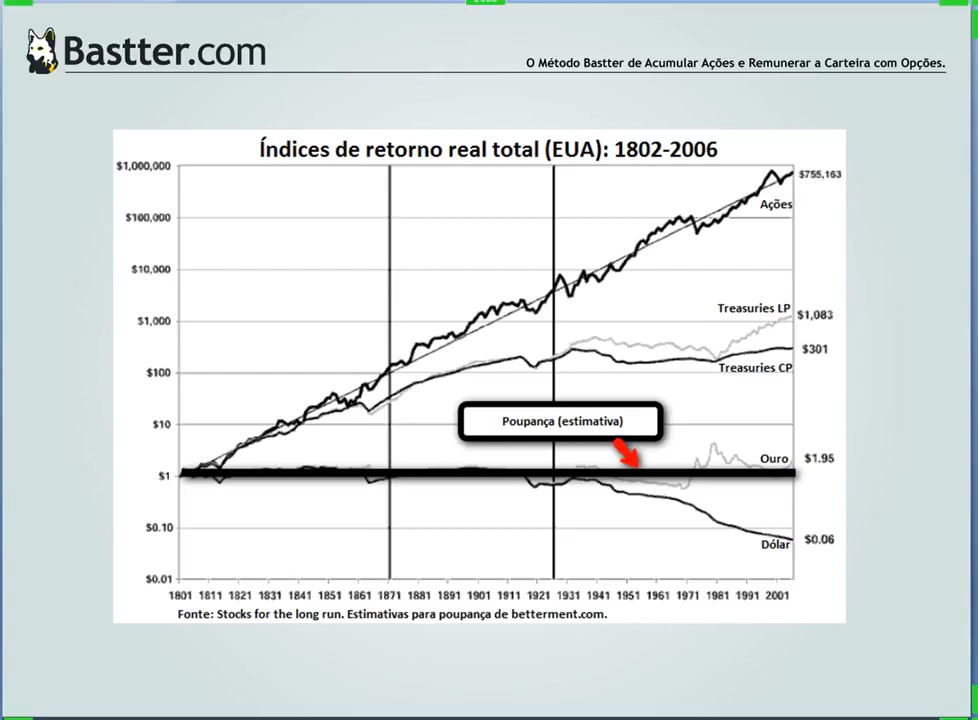 Bastter.com
O Método Bastter de Acumular Ações e Remunerar a Carteira com Opções.
Índices de retorno real total (EUA): 1802-2006
$1,000,000
$755,163
Ações
$100,000
$10,000
Treasuries LP
$1,083
$1,000
$301
Treasuries CP
$100
Poupança (estimativa)
$10
Ouro
$1.95
$1
$0.10
Dólar
$0.06
$0.01
1801 1811 1821 1831 1841 1851 1861 1871 1881 1891 1901 1911 1921 1931 1941 1951 1961 1971 1981 1991 2001
Fonte: Stocks for the long run. Estimativas para poupança de betterment.com.